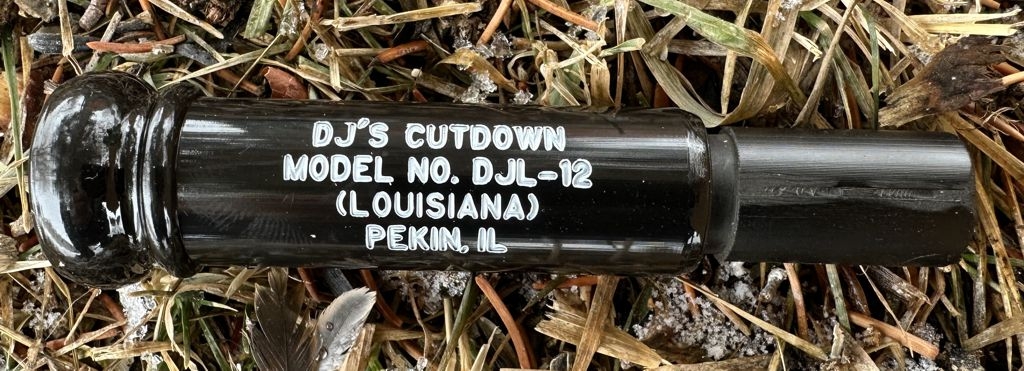 DJ'S CUTDOWN
MODEL NO. DJL-12
(LOUISIANA)
PEKIN, IL